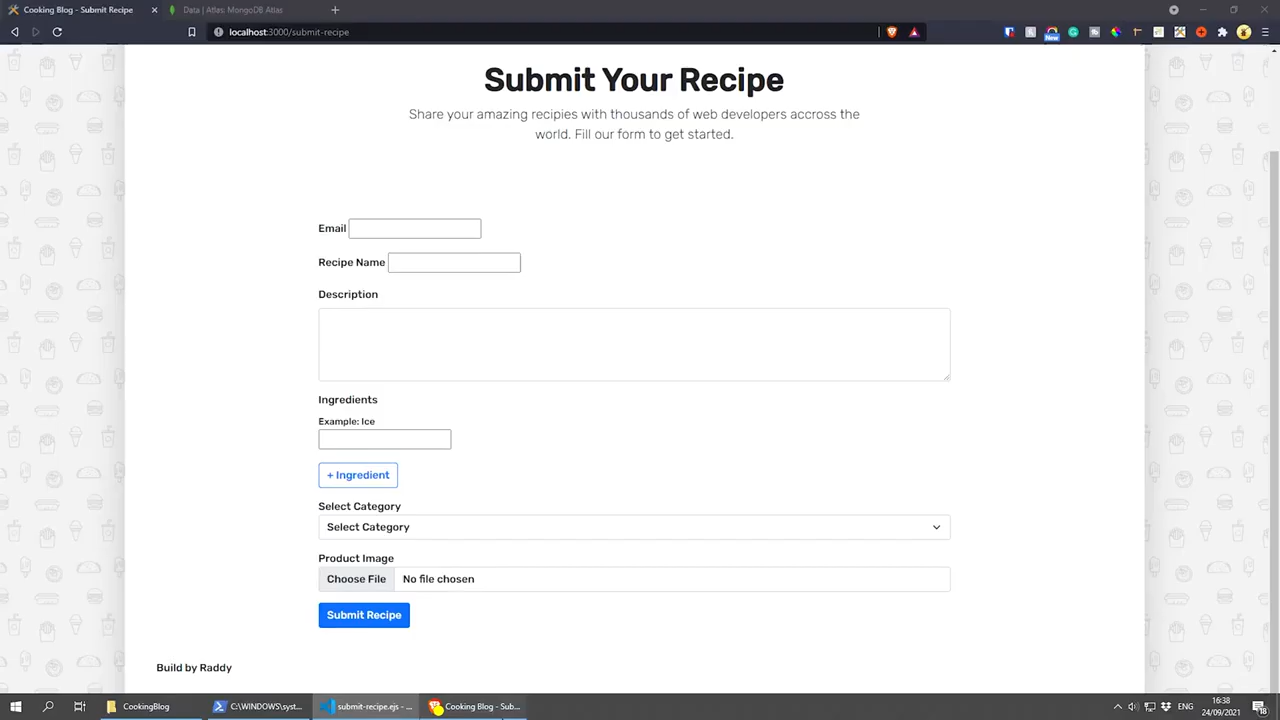 Cooking Blog - Submit Recipe
Data | Atlas: MongoDB Atlas
localhost:3000/submit-recipe
New
Submit Your Recipe
Share your amazing recipies with thousands of web developers accross the
world. Fill our form to get started.
Email
Recipe Name
Description
Ingredients
Example: Ice
+ Ingredient
Select Category
Select Category
Product Image
Choose File
No file chosen
Submit Recipe
Build by Raddy
CookingBlog
C:\WINDOWS\syst...
submit-recipe.ejs - ...
Cooking Blog - Sub...
ENG
16:38
24/09/2021
18